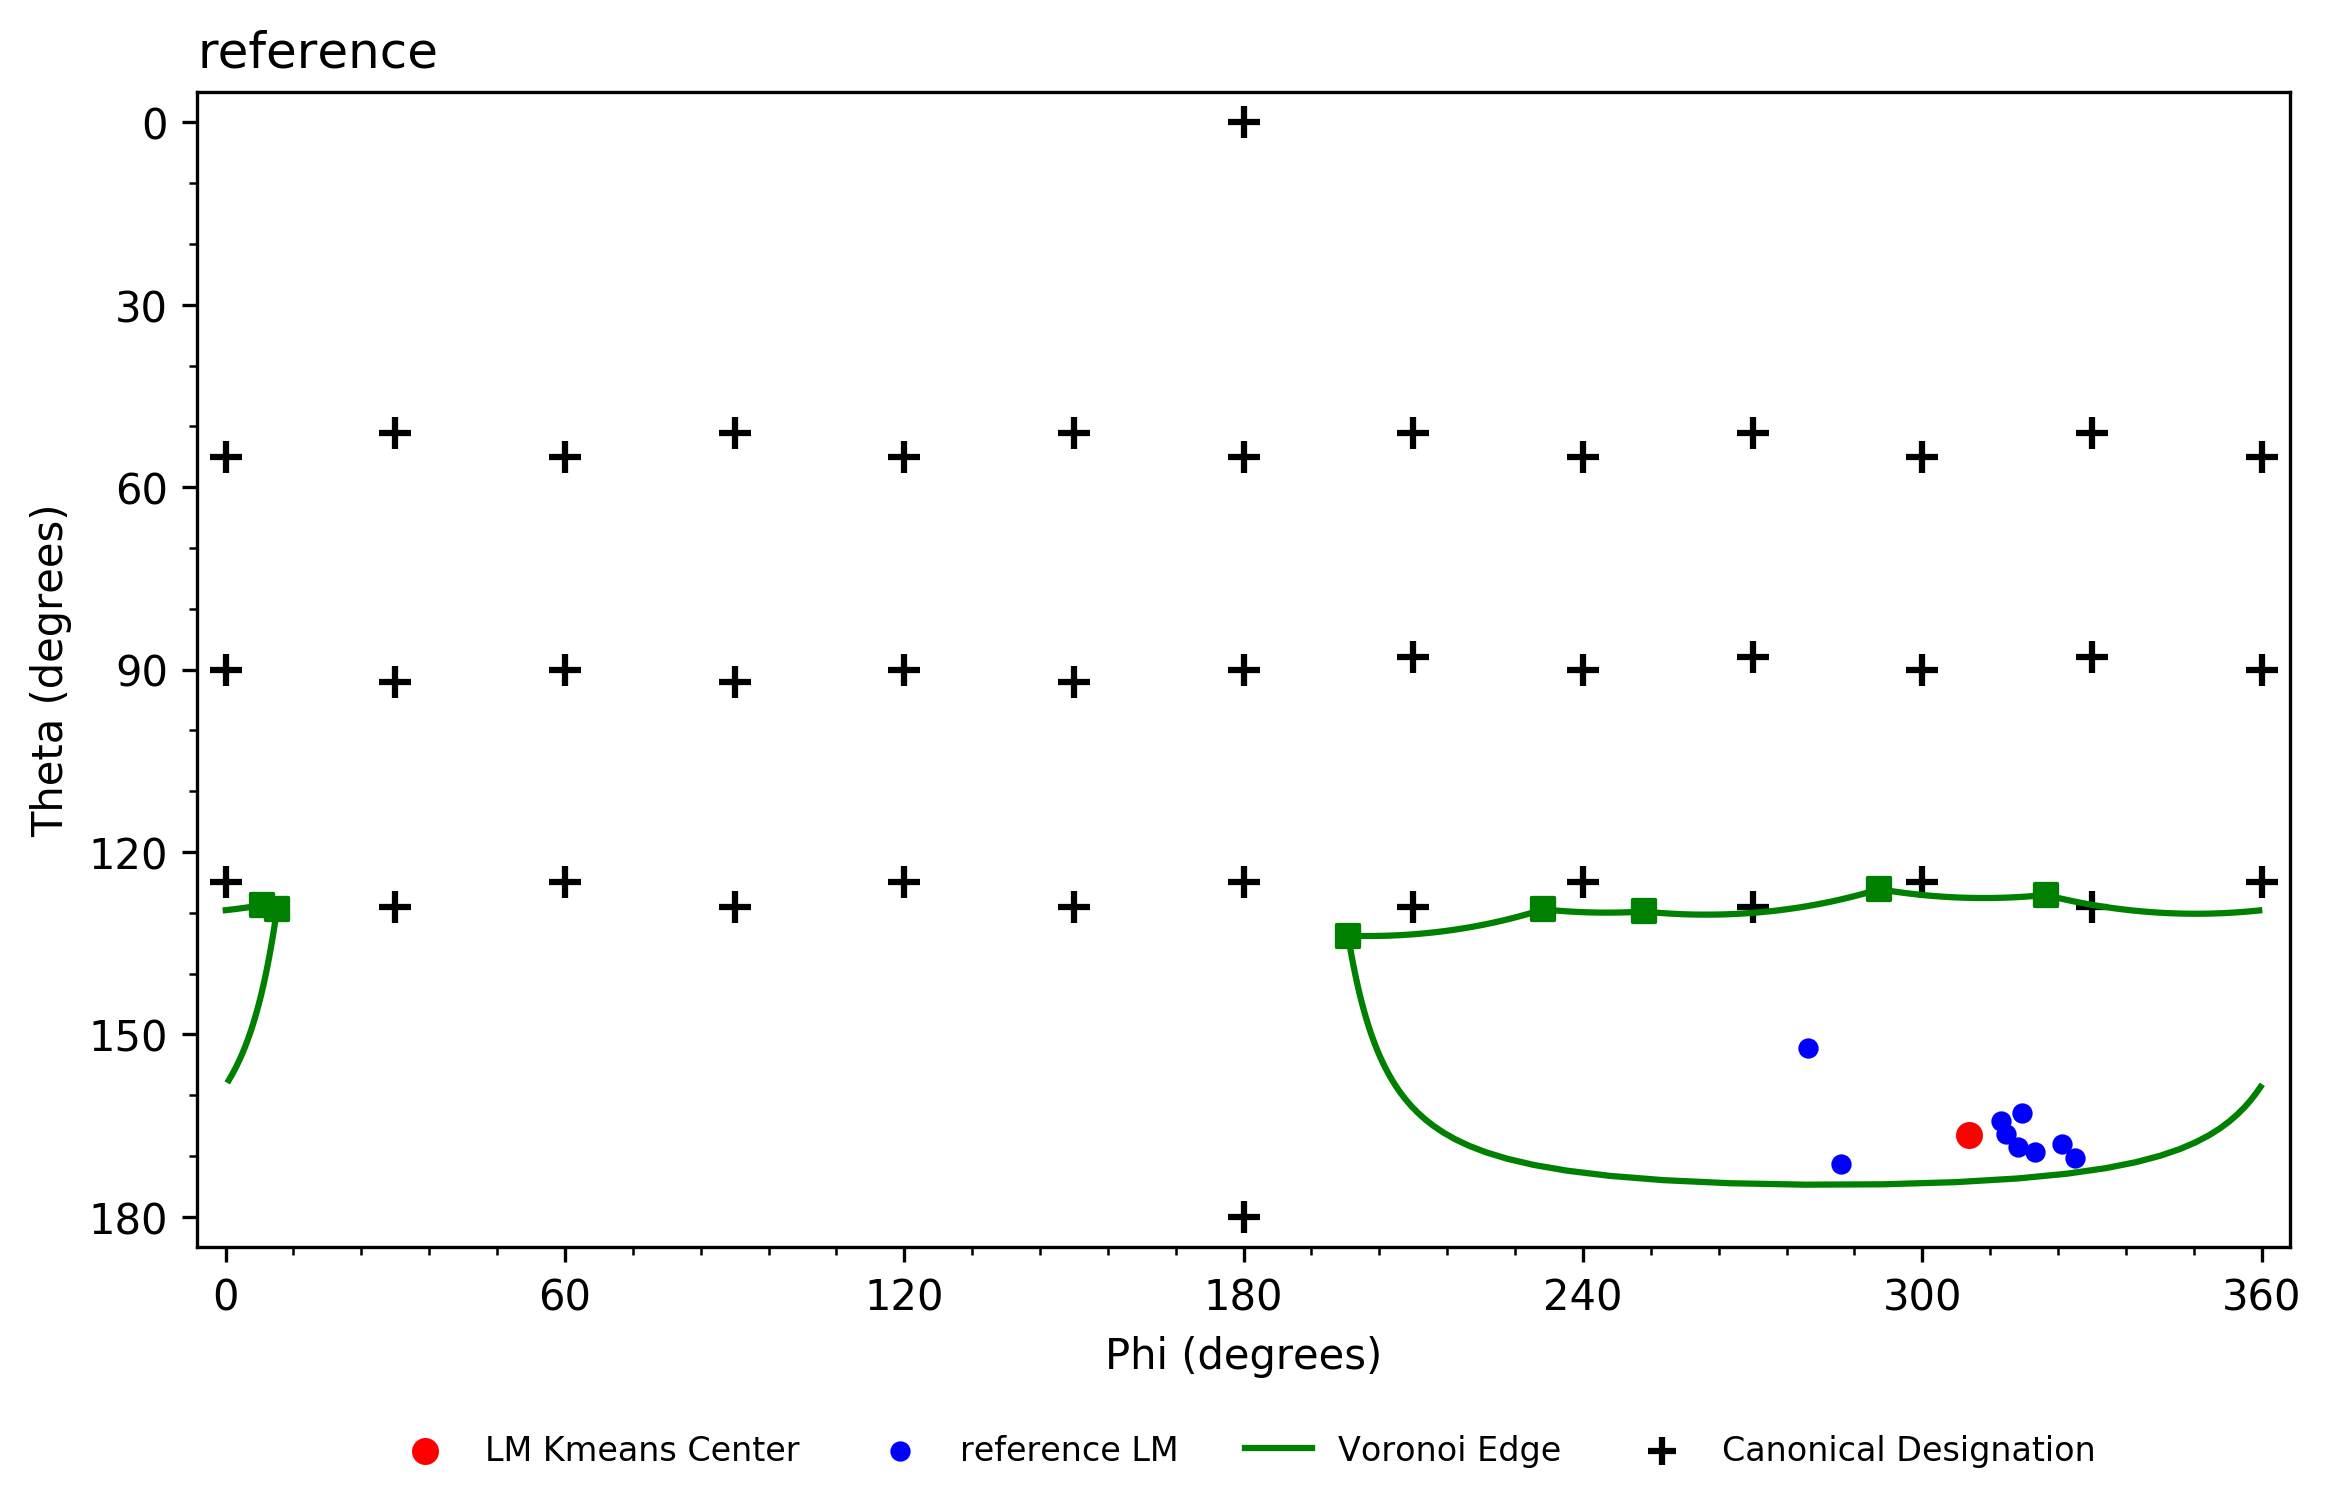 reference
0
30
60
90
120
150
180
Theta (degrees)
0 60 120 180 240 300 360
Phi (degrees)
LM Kmeans Center reference LM Voronoi Edge Canonical Designation